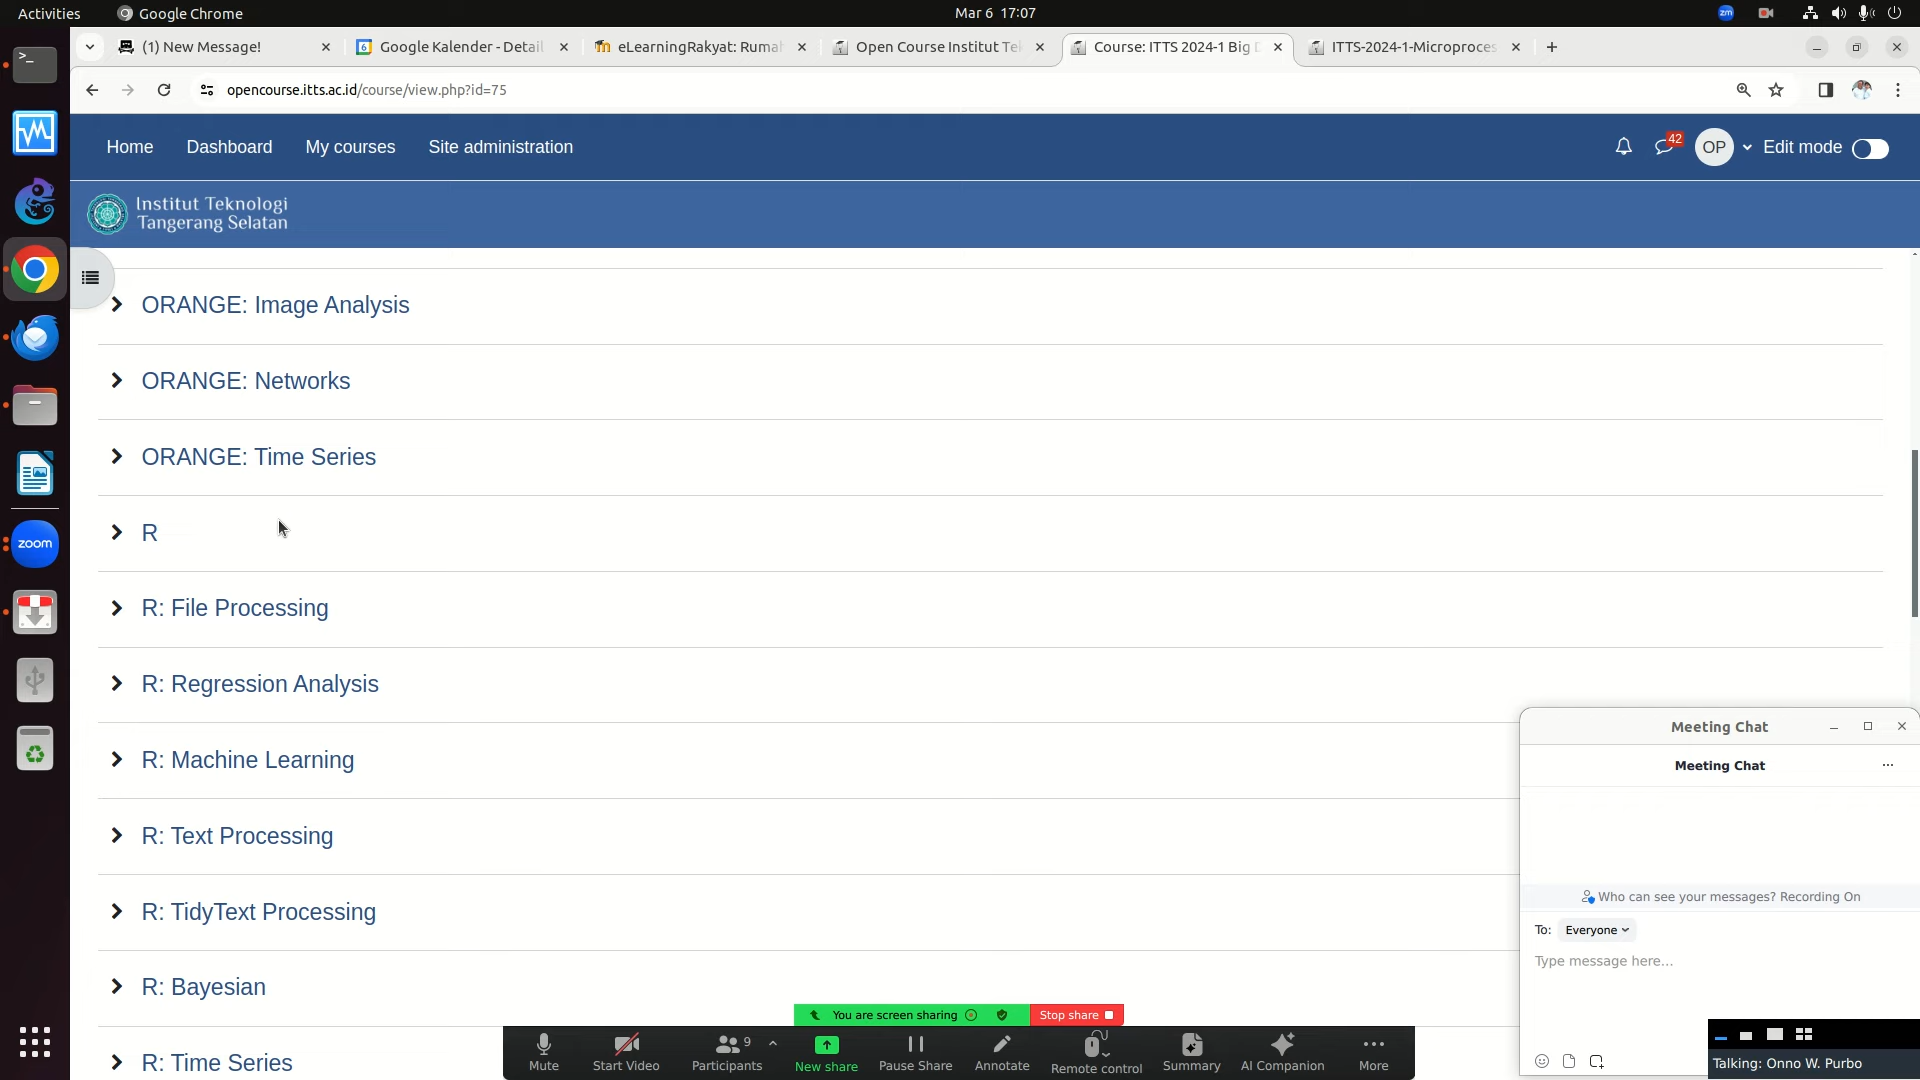 Activities
Google Chrome
Mar 6 17:07
zm
(1) New Message!
Google Kalender - Detail
eLearningRakyat: Ruma
Open Course Institut Te
Course: ITTS 2024-1 Big D
ITTS-2024-1-Microproces
opencourse.itts.ac.id/course/view.php?id=75
Home
Dashboard
My courses
Site administration
42
OP
Edit mode
Institut Teknologi
Tangerang Selatan
ORANGE: Image Analysis
ORANGE: Networks
ORANGE: Time Series
R
R: File Processing
R: Regression Analysis
R: Machine Learning
R: Text Processing
R: TidyText Processing
R: Bayesian
R: Time Series
zoom
Meeting Chat
Meeting Chat
Who can see your messages? Recording On
To: Everyone
Type message here...
You are screen sharing
Stop share
Mute
Start Video
Participants
9
New share
Pause Share
Annotate
Remote control
Summary
AI Companion
More
Talking: Onno W. Purbo